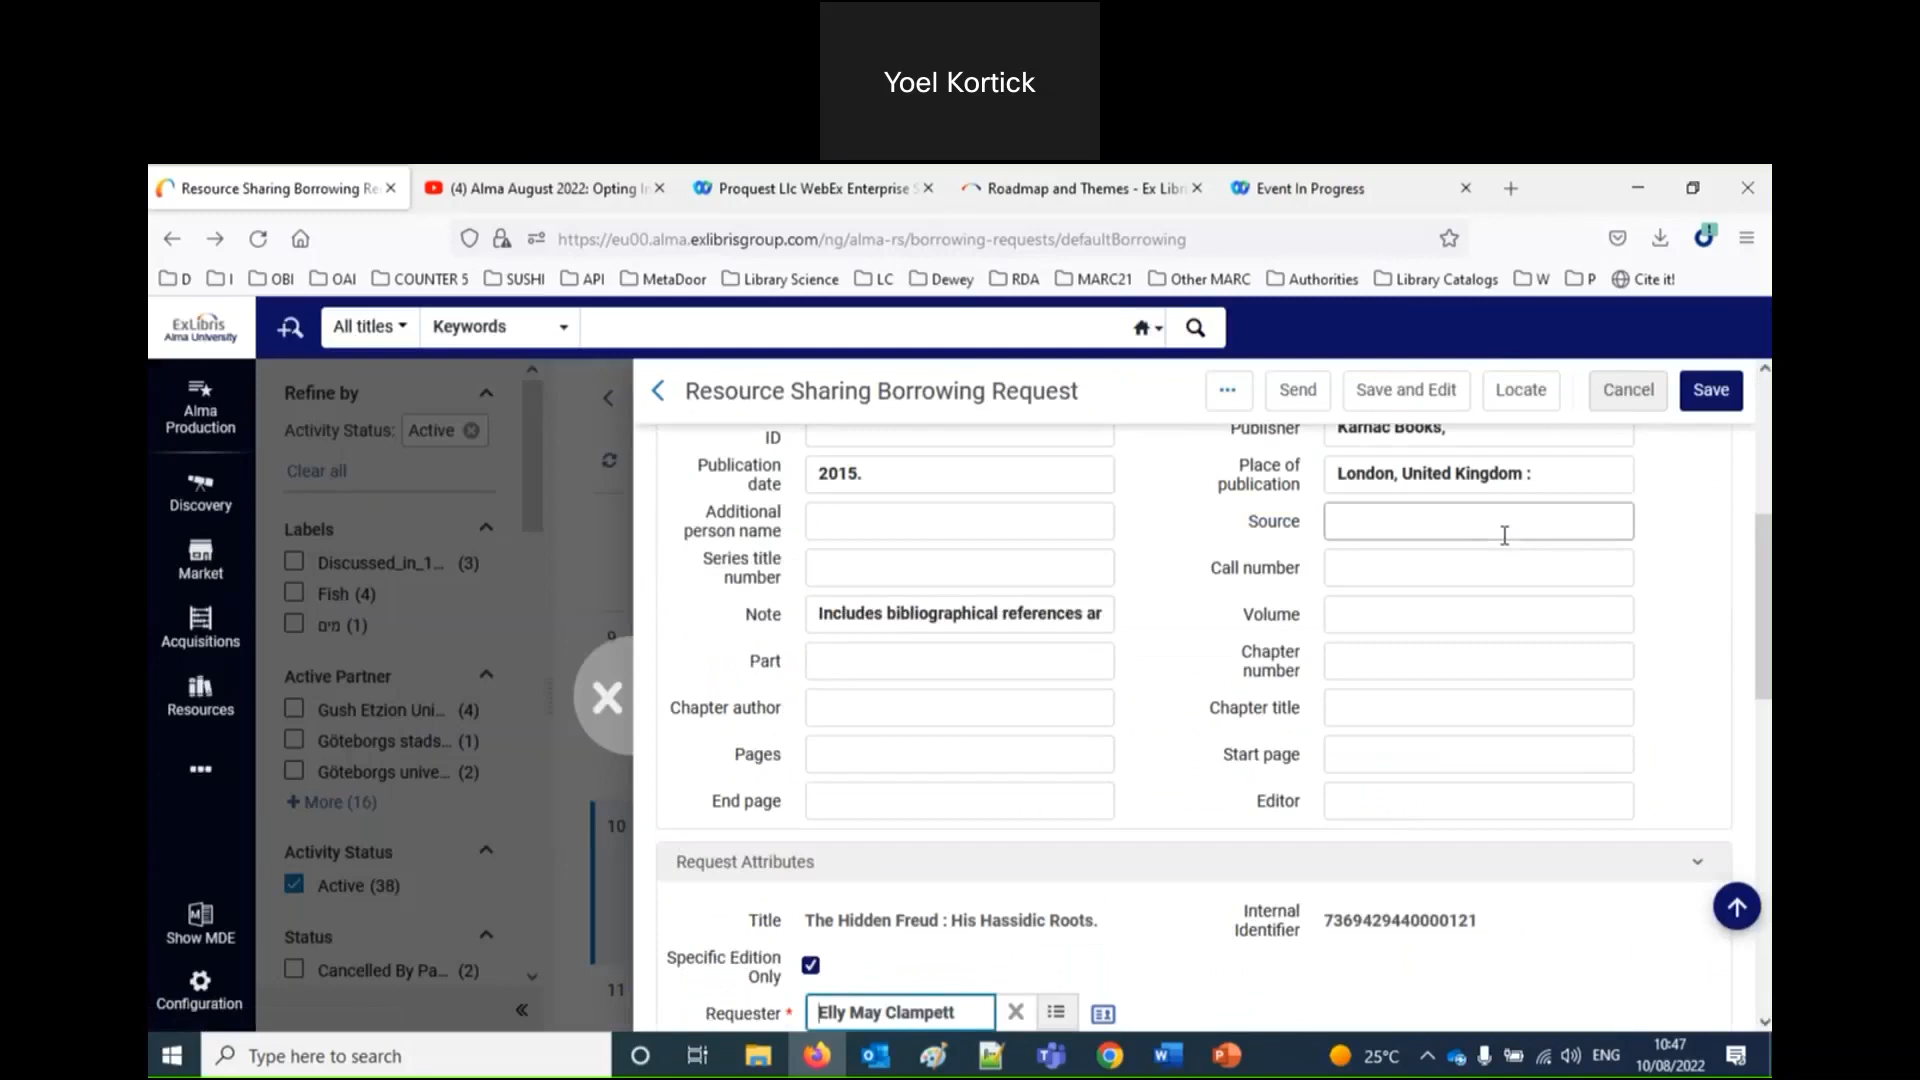 Yoel Kortick
Resource Sharing Borrowing Re
(4) Alma August 2022: Opting In
Proquest Llc WebEx Enterprise S
Roadmap and Themes - Ex Libri
Event In Progress
https://eu00.alma.exlibrisgroup.com/ng/alma-rs/borrowing-requests/defaultBorrowing
D
I
OBI
OAI
COUNTER 5
SUSHI
API
MetaDoor
Library Science
LC
Dewey
RDA
MARC21
Other MARC
Authorities
Library Catalogs
W
P
Cite it!
ExLibris
Alma University
All titles
Keywords
Alma
Production
Discovery
Market
Acquisitions
Resources
Show MDE
Configuration
Refine by
Activity Status: Active
Clear all
Labels
Discussed_in_1... (3)
Fish (4)
מים (1)
Active Partner
Gush Etzion Uni... (4)
Göteborgs stads... (1)
Göteborgs unive... (2)
+ More (16)
Activity Status
Active (38)
Status
Cancelled By Pa... (2)
9
10
11
Resource Sharing Borrowing Request
Send
Save and Edit
Locate
Cancel
Save
ID
Publisher Karnac Books,
Publication
date
2015.
Place of
publication
London, United Kingdom :
Additional
person name
Source
Series title
number
Call number
Note Includes bibliographical references ar
Volume
Part
Chapter
number
Chapter author
Chapter title
Pages
Start page
End page
Editor
Request Attributes
Title The Hidden Freud : His Hassidic Roots.
Internal
Identifier
7369429440000121
Specific Edition
Only
Requester * Elly May Clampett
Type here to search
25°C
ENG
10:47
10/08/2022